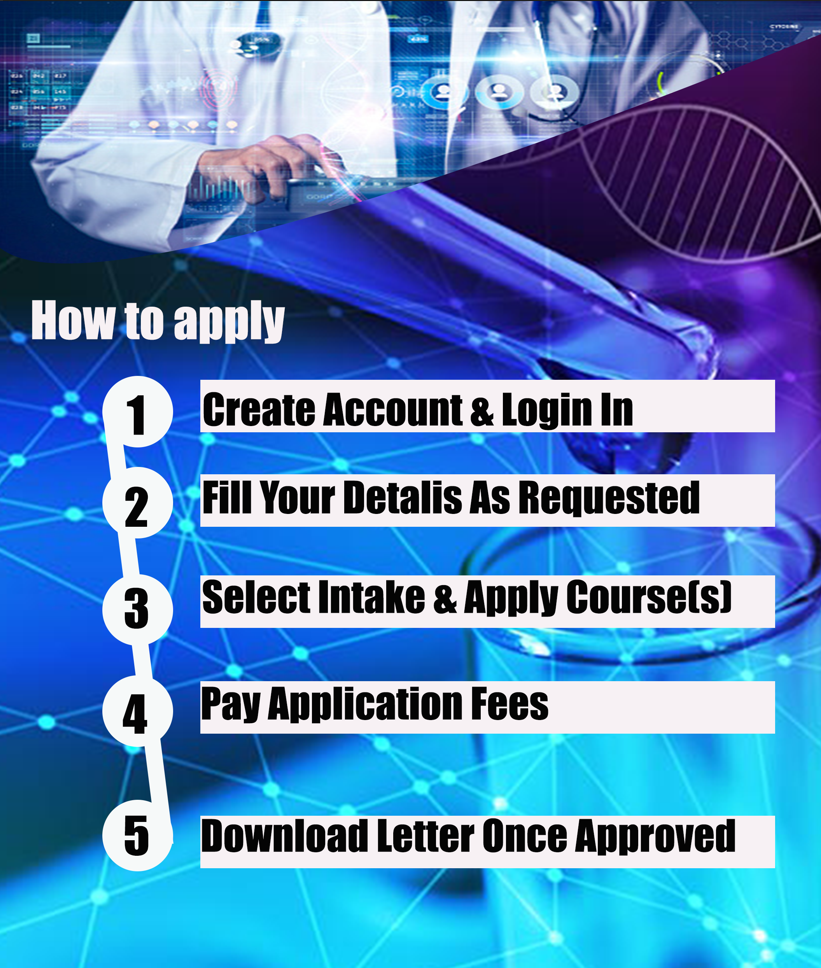 CYTOSINE
How to apply
1 Create Account & Login In
2 Fill Your Detalis As Requested
3 Select Intake & Apply Course(s)
4 Pay Application Fees
5 Download Letter Once Approved